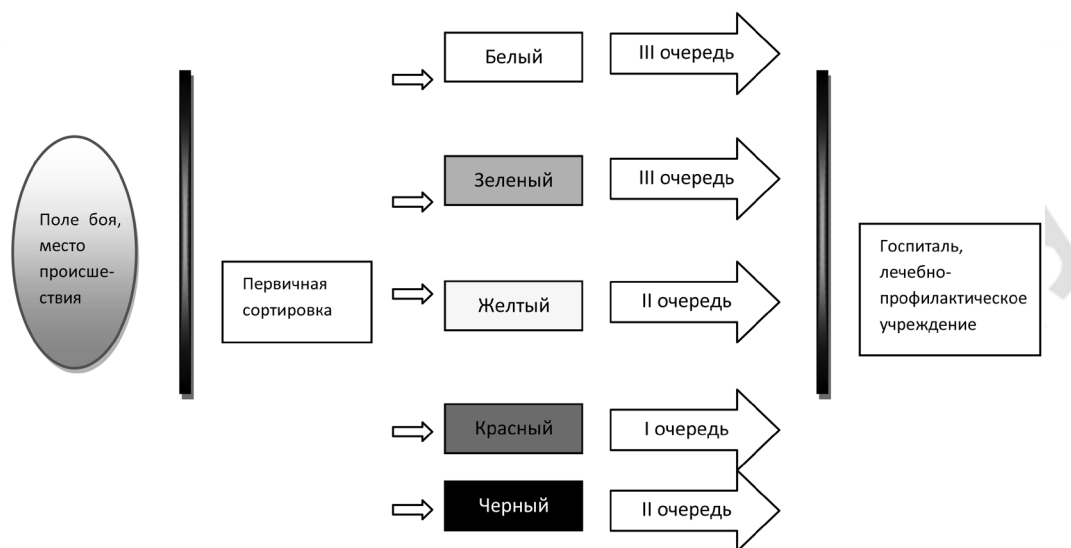 Поле боя,
место
происше-
ствия
Первичная
сортировка
Белый
III очередь
Зеленый
III очередь
Желтый
II очередь
Красный
I очередь
Черный
II очередь
Госпиталь,
лечебно-
профилактическое
учреждение